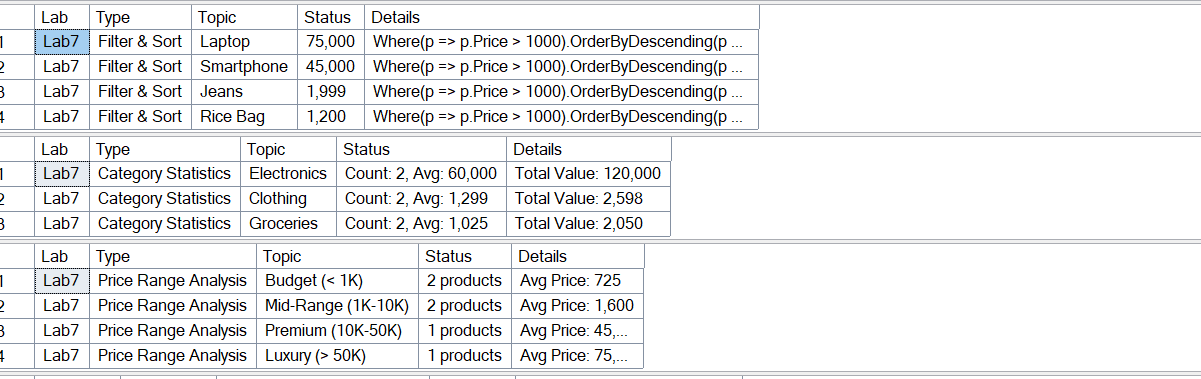 Lab Type Topic Status Details
1 Lab7 Filter & Sort Laptop 75,000 Where(p => p.Price > 1000).OrderByDescending(p ...
2 Lab7 Filter & Sort Smartphone 45,000 Where(p => p.Price > 1000).OrderByDescending(p ...
3 Lab7 Filter & Sort Jeans 1,999 Where(p => p.Price > 1000).OrderByDescending(p ...
4 Lab7 Filter & Sort Rice Bag 1,200 Where(p => p.Price > 1000).OrderByDescending(p ...
Lab Type Topic Status Details
1 Lab7 Category Statistics Electronics Count: 2, Avg: 60,000 Total Value: 120,000
2 Lab7 Category Statistics Clothing Count: 2, Avg: 1,299 Total Value: 2,598
3 Lab7 Category Statistics Groceries Count: 2, Avg: 1,025 Total Value: 2,050
Lab Type Topic Status Details
1 Lab7 Price Range Analysis Budget (< 1K) 2 products Avg Price: 725
2 Lab7 Price Range Analysis Mid-Range (1K-10K) 2 products Avg Price: 1,600
3 Lab7 Price Range Analysis Premium (10K-50K) 1 products Avg Price: 45,...
4 Lab7 Price Range Analysis Luxury (> 50K) 1 products Avg Price: 75,...